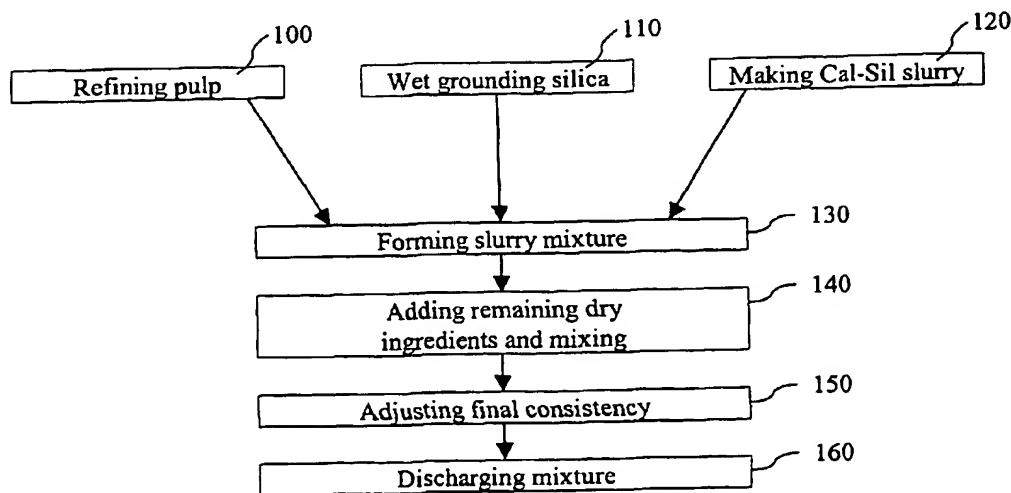 100
110
120
Refining pulp
Wet grounding silica
Making Cal-Sil slurry
130
Forming slurry mixture
140
Adding remaining dry
ingredients and mixing
150
Adjusting final consistency
160
Discharging mixture